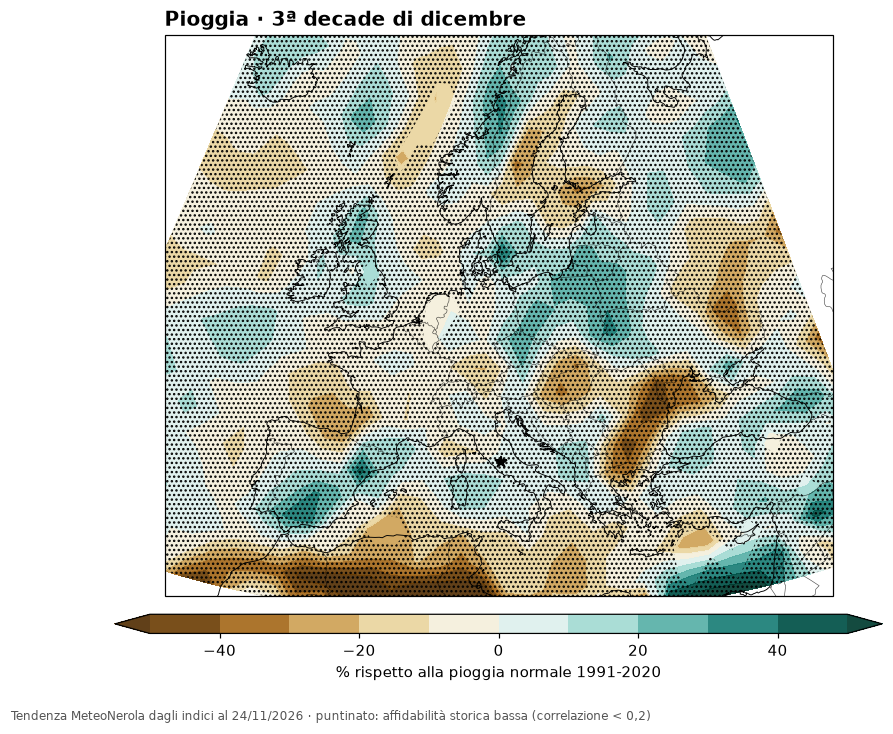 Pioggia · 3ª decade di dicembre
−40 −20 0 20 40
% rispetto alla pioggia normale 1991-2020
Tendenza MeteoNerola dagli indici al 24/11/2026 · puntinato: affidabilità storica bassa (correlazione < 0,2)